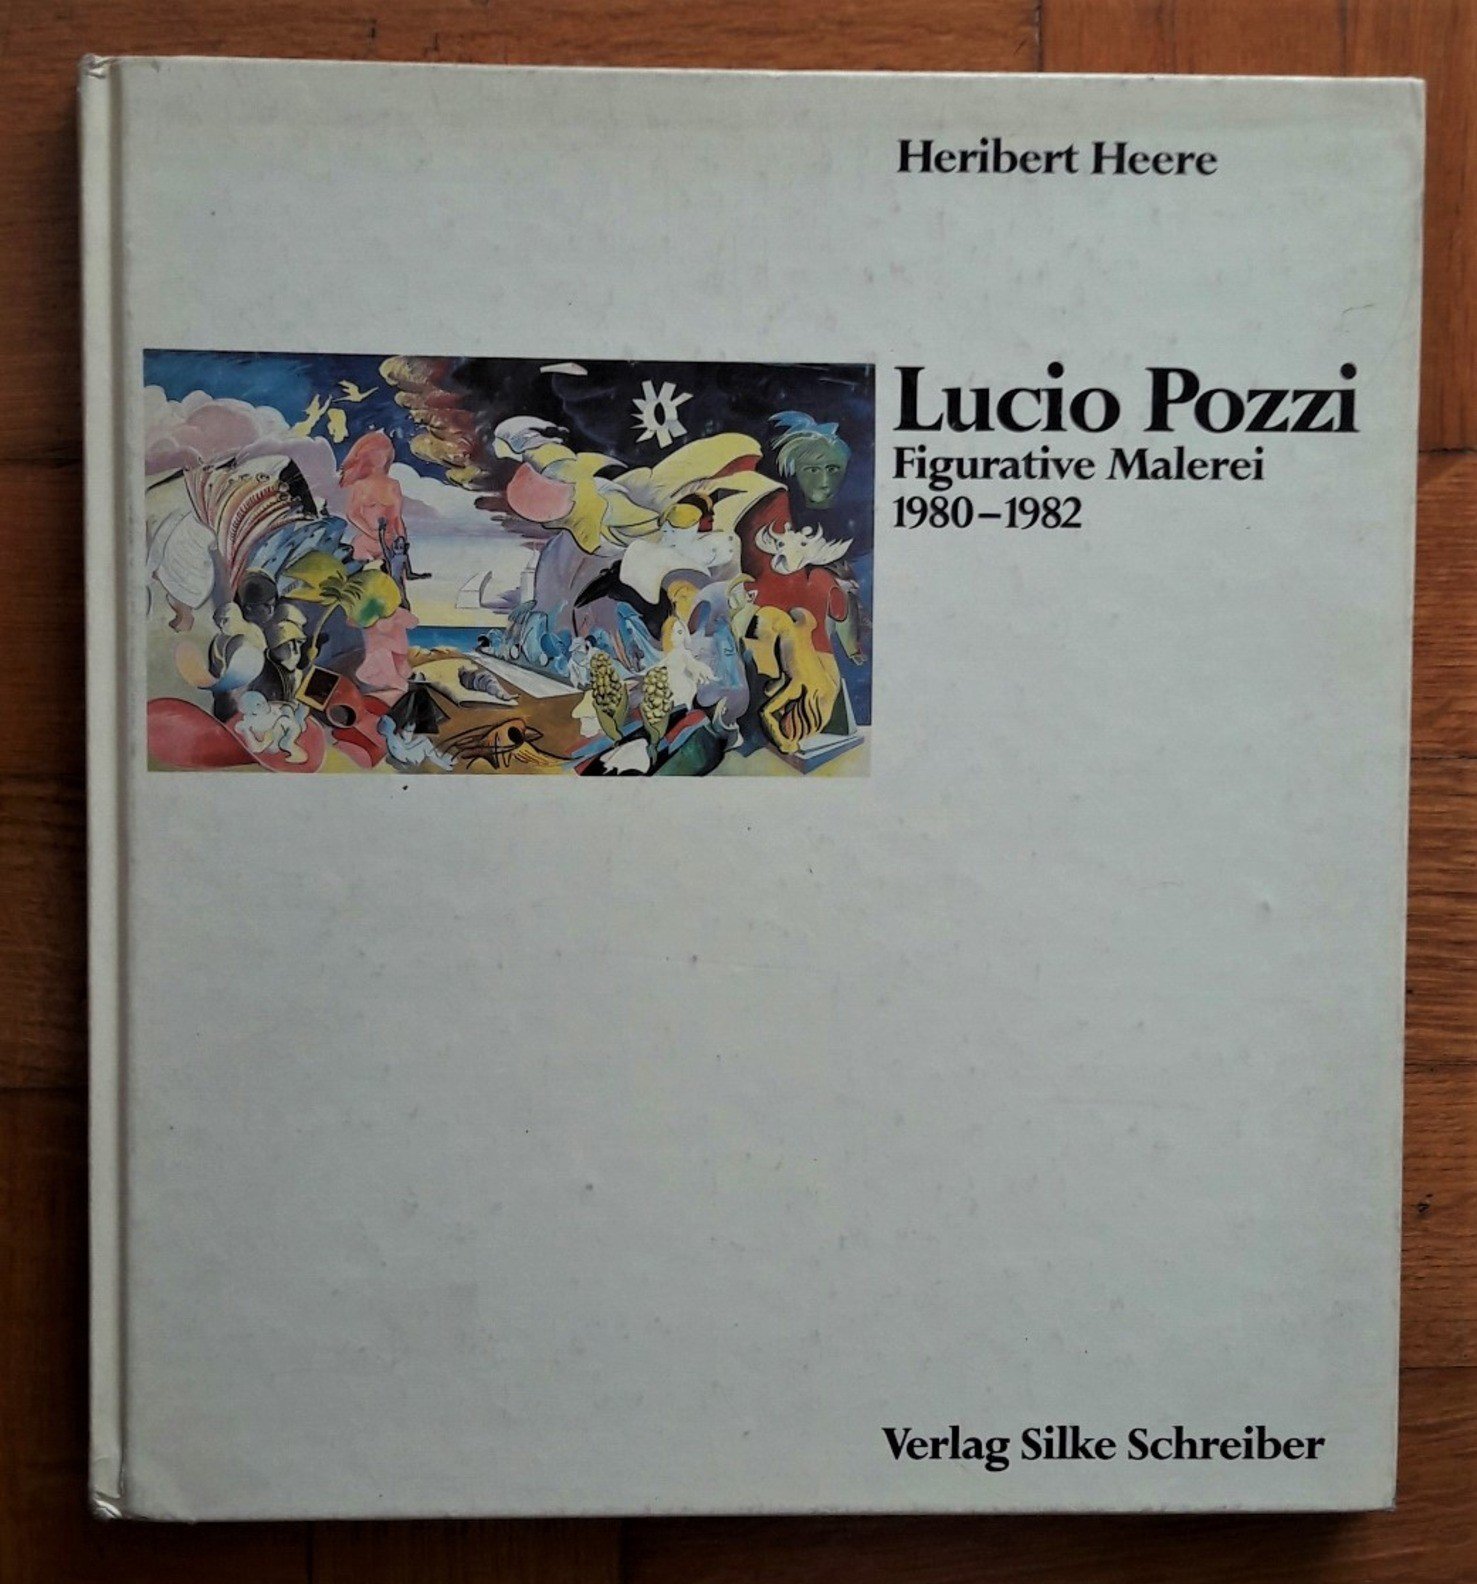 Heribert Heere
Lucio Pozzi
Figurative Malerei
1980–1982
Verlag Silke Schreiber